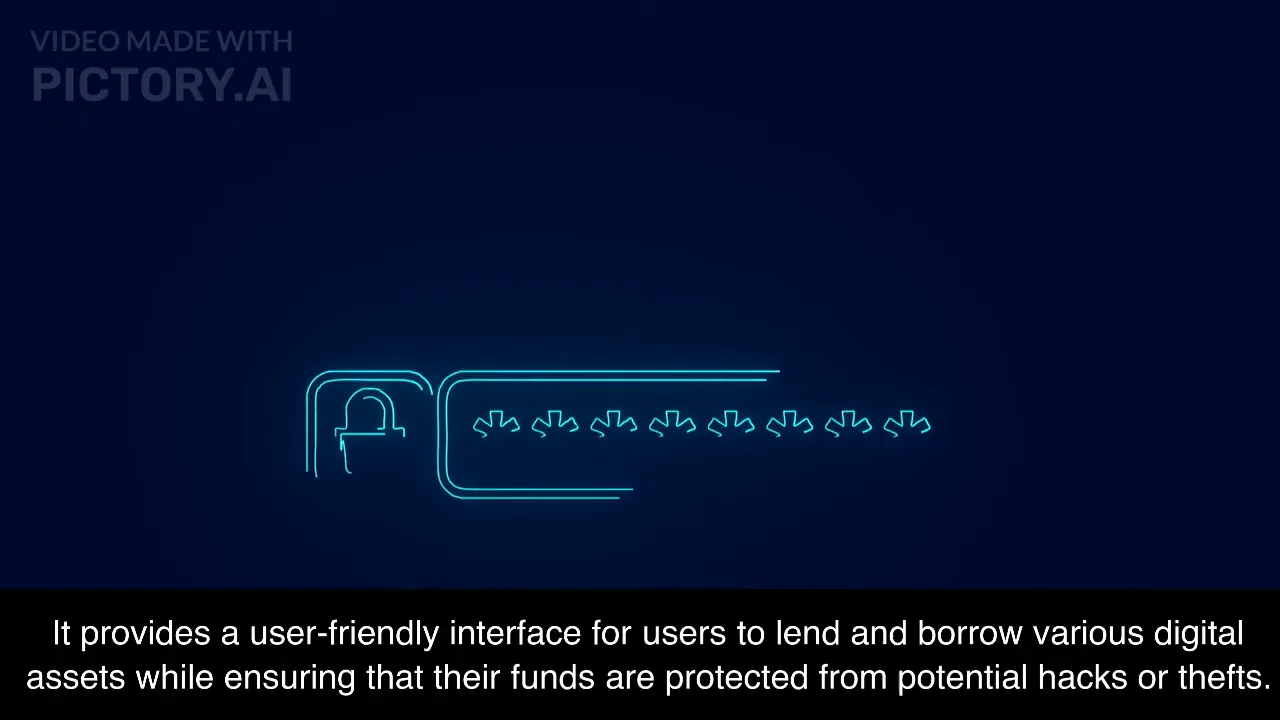 VIDEO MADE WITH
PICTORY.AI
It provides a user-friendly interface for users to lend and borrow various digital
assets while ensuring that their funds are protected from potential hacks or thefts.